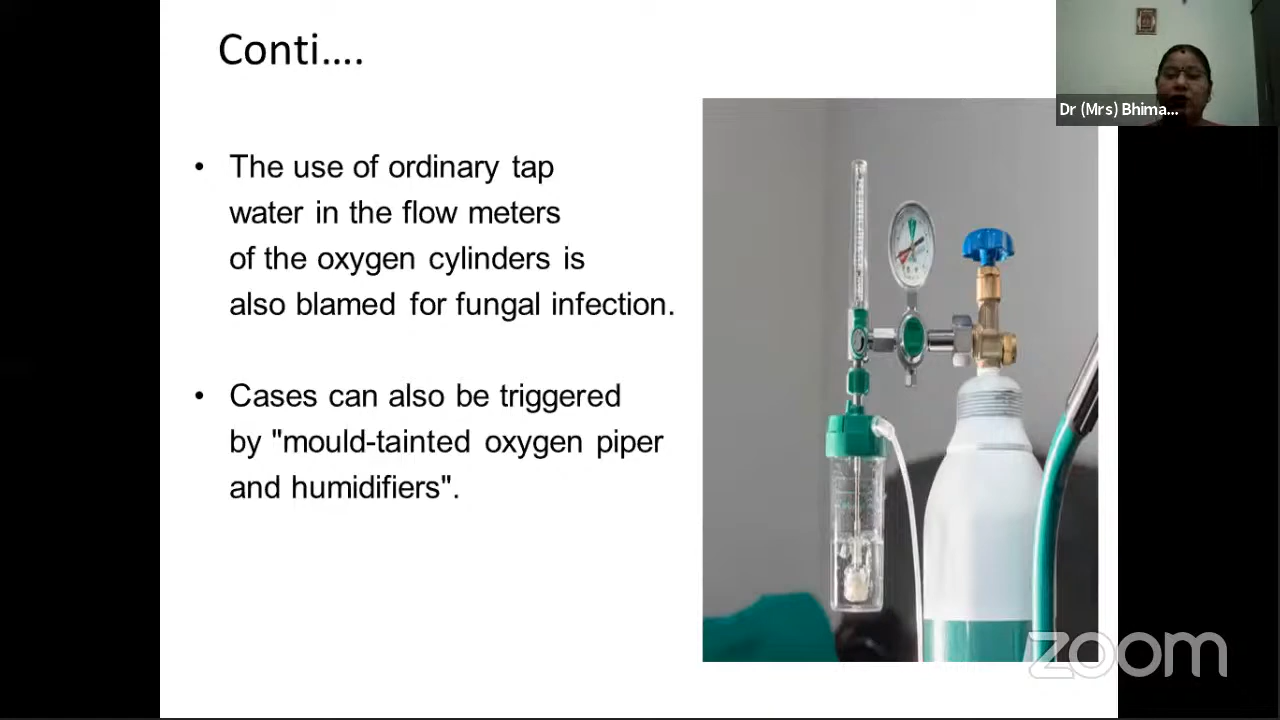 Conti....
• The use of ordinary tap
water in the flow meters
of the oxygen cylinders is
also blamed for fungal infection.
• Cases can also be triggered
by "mould-tainted oxygen piper
and humidifiers".
Dr (Mrs) Bhima...
zoom